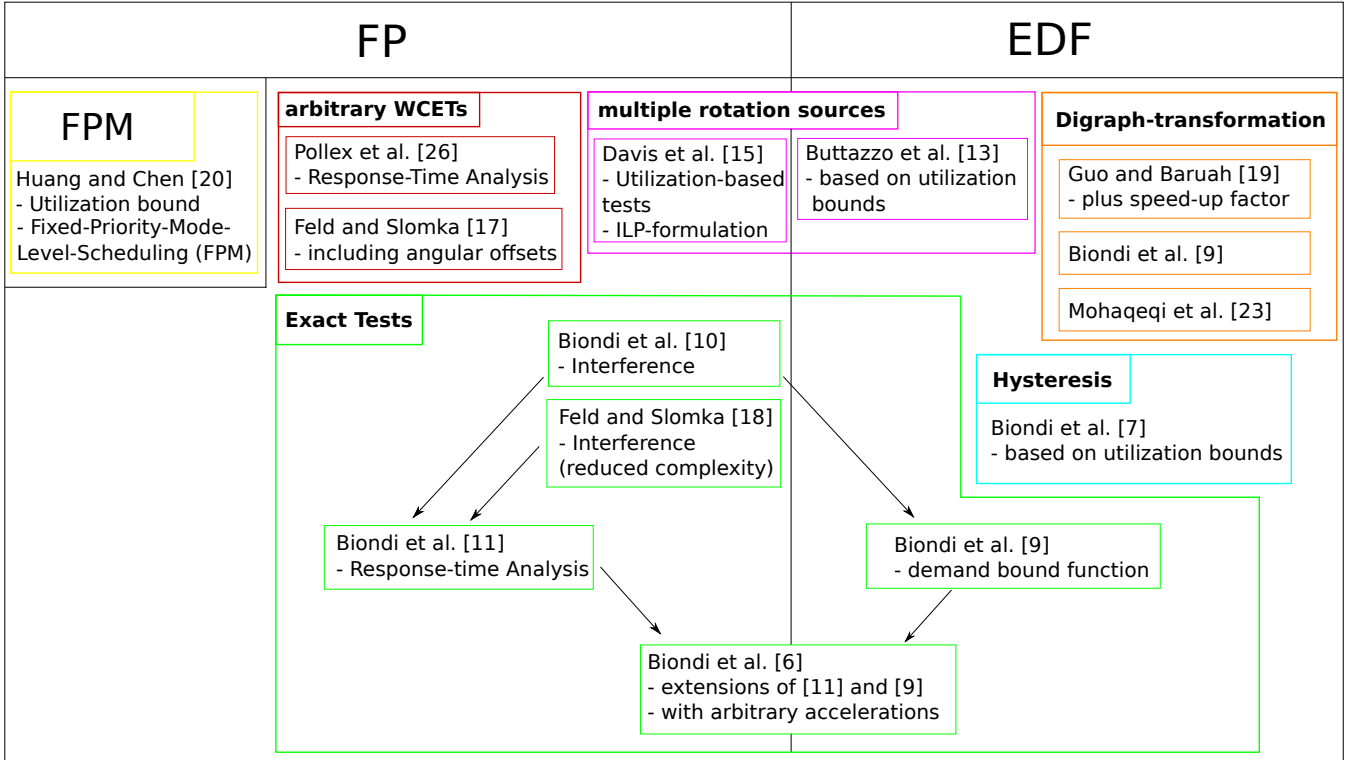 FP
EDF
FPM
Huang and Chen [20]
- Utilization bound
- Fixed-Priority-Mode-
Level-Scheduling (FPM)
arbitrary WCETs
Pollex et al. [26]
- Response-Time Analysis
Feld and Slomka [17]
- including angular offsets
multiple rotation sources
Davis et al. [15]
- Utilization-based
tests
- ILP-formulation
Buttazzo et al. [13]
- based on utilization
bounds
Digraph-transformation
Guo and Baruah [19]
- plus speed-up factor
Biondi et al. [9]
Mohaqeqi et al. [23]
Exact Tests
Biondi et al. [10]
- Interference
Feld and Slomka [18]
- Interference
(reduced complexity)
Hysteresis
Biondi et al. [7]
- based on utilization bounds
Biondi et al. [11]
- Response-time Analysis
Biondi et al. [9]
- demand bound function
Biondi et al. [6]
- extensions of [11] and [9]
- with arbitrary accelerations